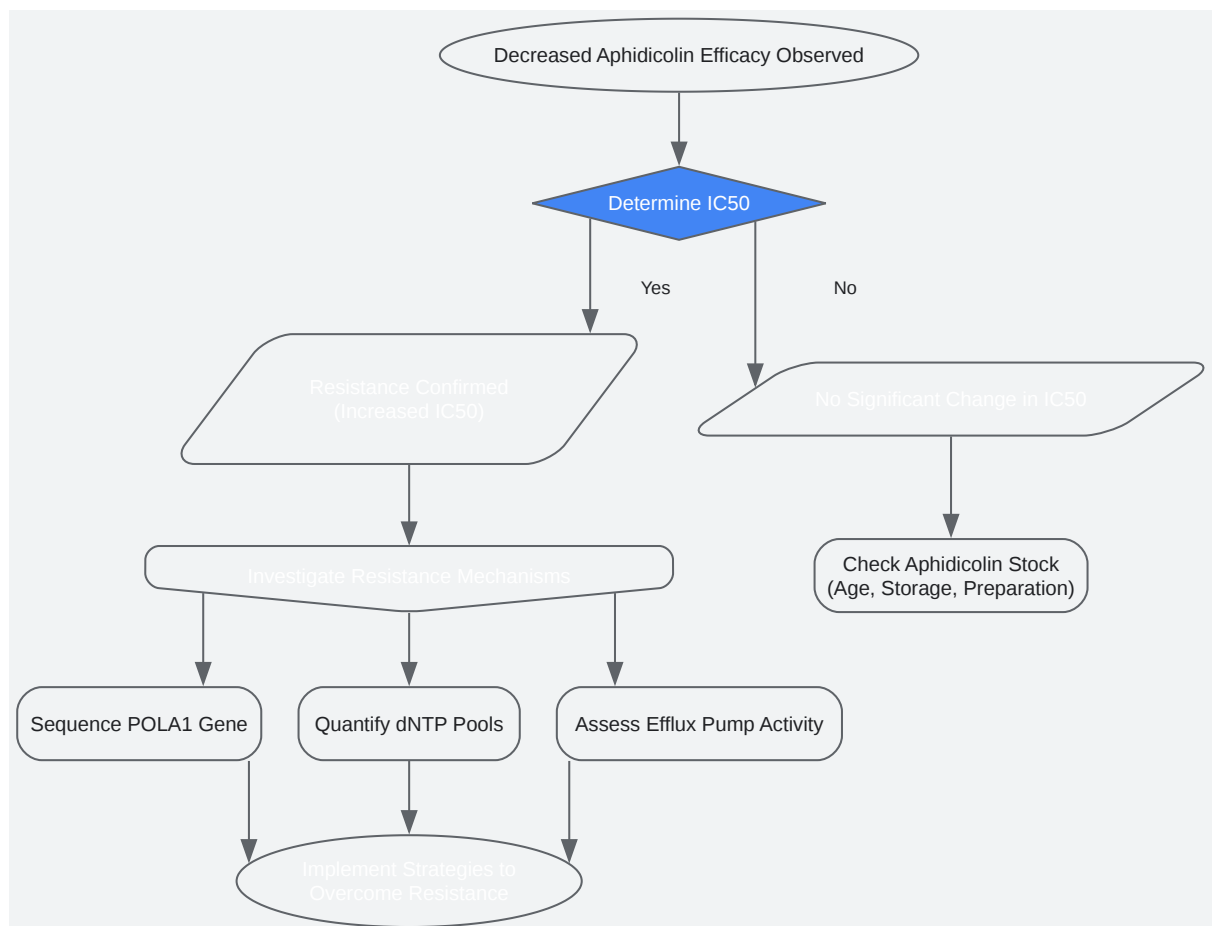 Decreased Aphidicolin Efficacy Observed
Determine IC50
Yes
No
Resistance Confirmed
(Increased IC50)
No Significant Change in IC50
Investigate Resistance Mechanisms
Check Aphidicolin Stock
(Age, Storage, Preparation)
Sequence POLA1 Gene
Quantify dNTP Pools
Assess Efflux Pump Activity
Implement Strategies to
Overcome Resistance